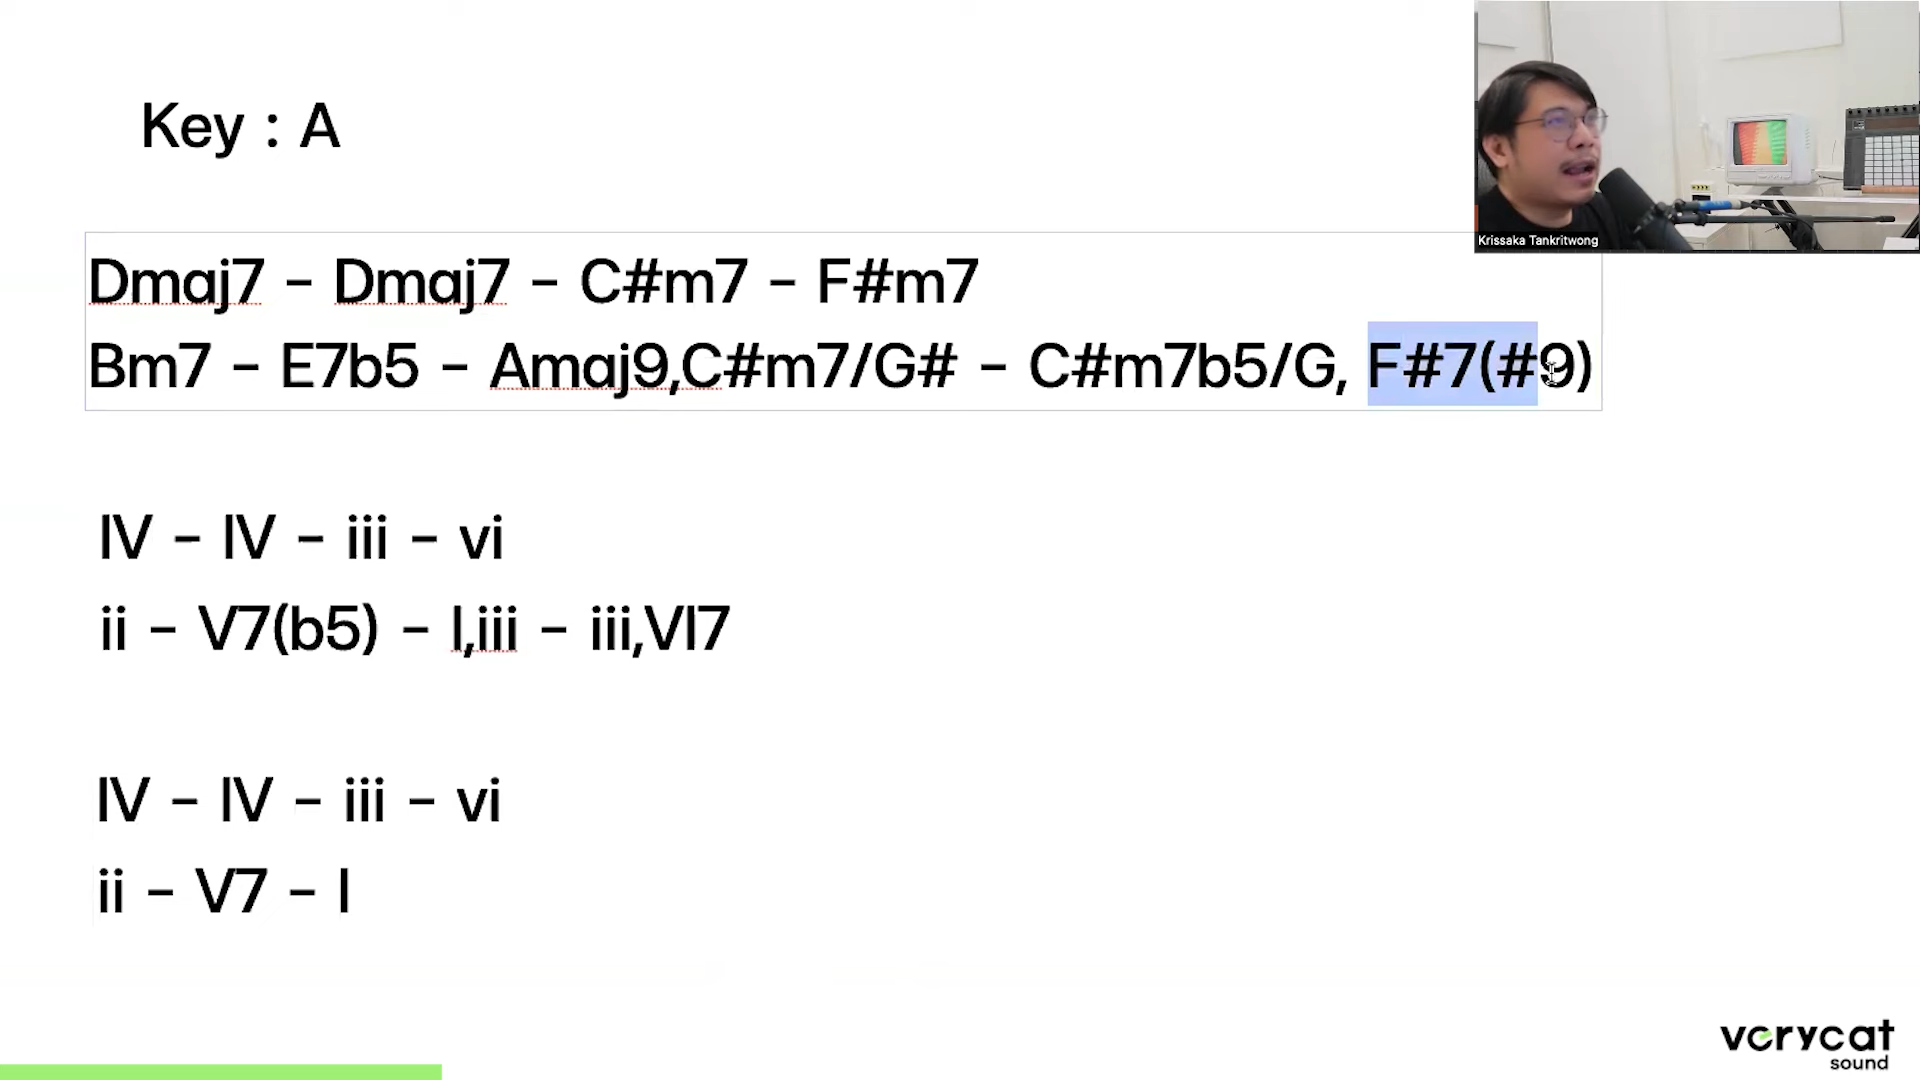 Key : A
Krissaka Tankritwong
Dmaj7 - Dmaj7 - C#m7 - F#m7
Bm7 - E7b5 - Amaj9,C#m7/G# - C#m7b5/G, F#7(#9)
IV - IV - iii - vi
ii - V7(b5) - I,iii - iii,VI7
IV - IV - iii - vi
ii - V7 - I
verycat
sound